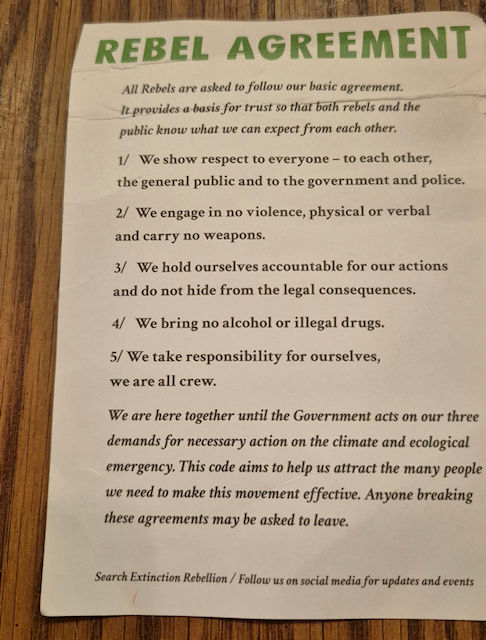 REBEL AGREEMENT
All Rebels are asked to follow our basic agreement.
It provides a basis for trust so that both rebels and the
public know what we can expect from each other.
1/ We show respect to everyone – to each other,
the general public and to the government and police.
2/ We engage in no violence, physical or verbal
and carry no weapons.
3/ We hold ourselves accountable for our actions
and do not hide from the legal consequences.
4/ We bring no alcohol or illegal drugs.
5/ We take responsibility for ourselves,
we are all crew.
We are here together until the Government acts on our three
demands for necessary action on the climate and ecological
emergency. This code aims to help us attract the many people
we need to make this movement effective. Anyone breaking
these agreements may be asked to leave.
Search Extinction Rebellion / Follow us on social media for updates and events